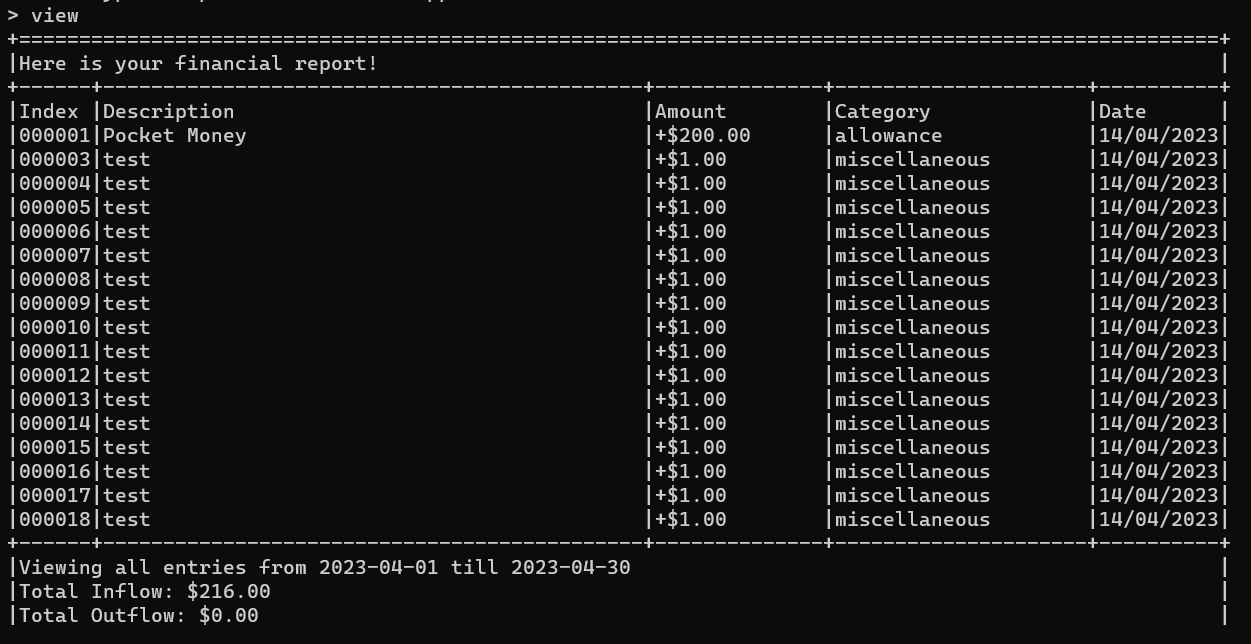 > view
+====================================================================================================+
|Here is your financial report!                                                                      |
+------+---------------------------------------------+--------------+---------------------+----------+
|Index |Description                                  |Amount        |Category             |Date      |
|000001|Pocket Money                                 |+$200.00      |allowance            |14/04/2023|
|000003|test                                         |+$1.00        |miscellaneous        |14/04/2023|
|000004|test                                         |+$1.00        |miscellaneous        |14/04/2023|
|000005|test                                         |+$1.00        |miscellaneous        |14/04/2023|
|000006|test                                         |+$1.00        |miscellaneous        |14/04/2023|
|000007|test                                         |+$1.00        |miscellaneous        |14/04/2023|
|000008|test                                         |+$1.00        |miscellaneous        |14/04/2023|
|000009|test                                         |+$1.00        |miscellaneous        |14/04/2023|
|000010|test                                         |+$1.00        |miscellaneous        |14/04/2023|
|000011|test                                         |+$1.00        |miscellaneous        |14/04/2023|
|000012|test                                         |+$1.00        |miscellaneous        |14/04/2023|
|000013|test                                         |+$1.00        |miscellaneous        |14/04/2023|
|000014|test                                         |+$1.00        |miscellaneous        |14/04/2023|
|000015|test                                         |+$1.00        |miscellaneous        |14/04/2023|
|000016|test                                         |+$1.00        |miscellaneous        |14/04/2023|
|000017|test                                         |+$1.00        |miscellaneous        |14/04/2023|
|000018|test                                         |+$1.00        |miscellaneous        |14/04/2023|
+------+---------------------------------------------+--------------+---------------------+----------+
|Viewing all entries from 2023-04-01 till 2023-04-30                                                 |
|Total Inflow: $216.00                                                                               |
|Total Outflow: $0.00                                                                                |